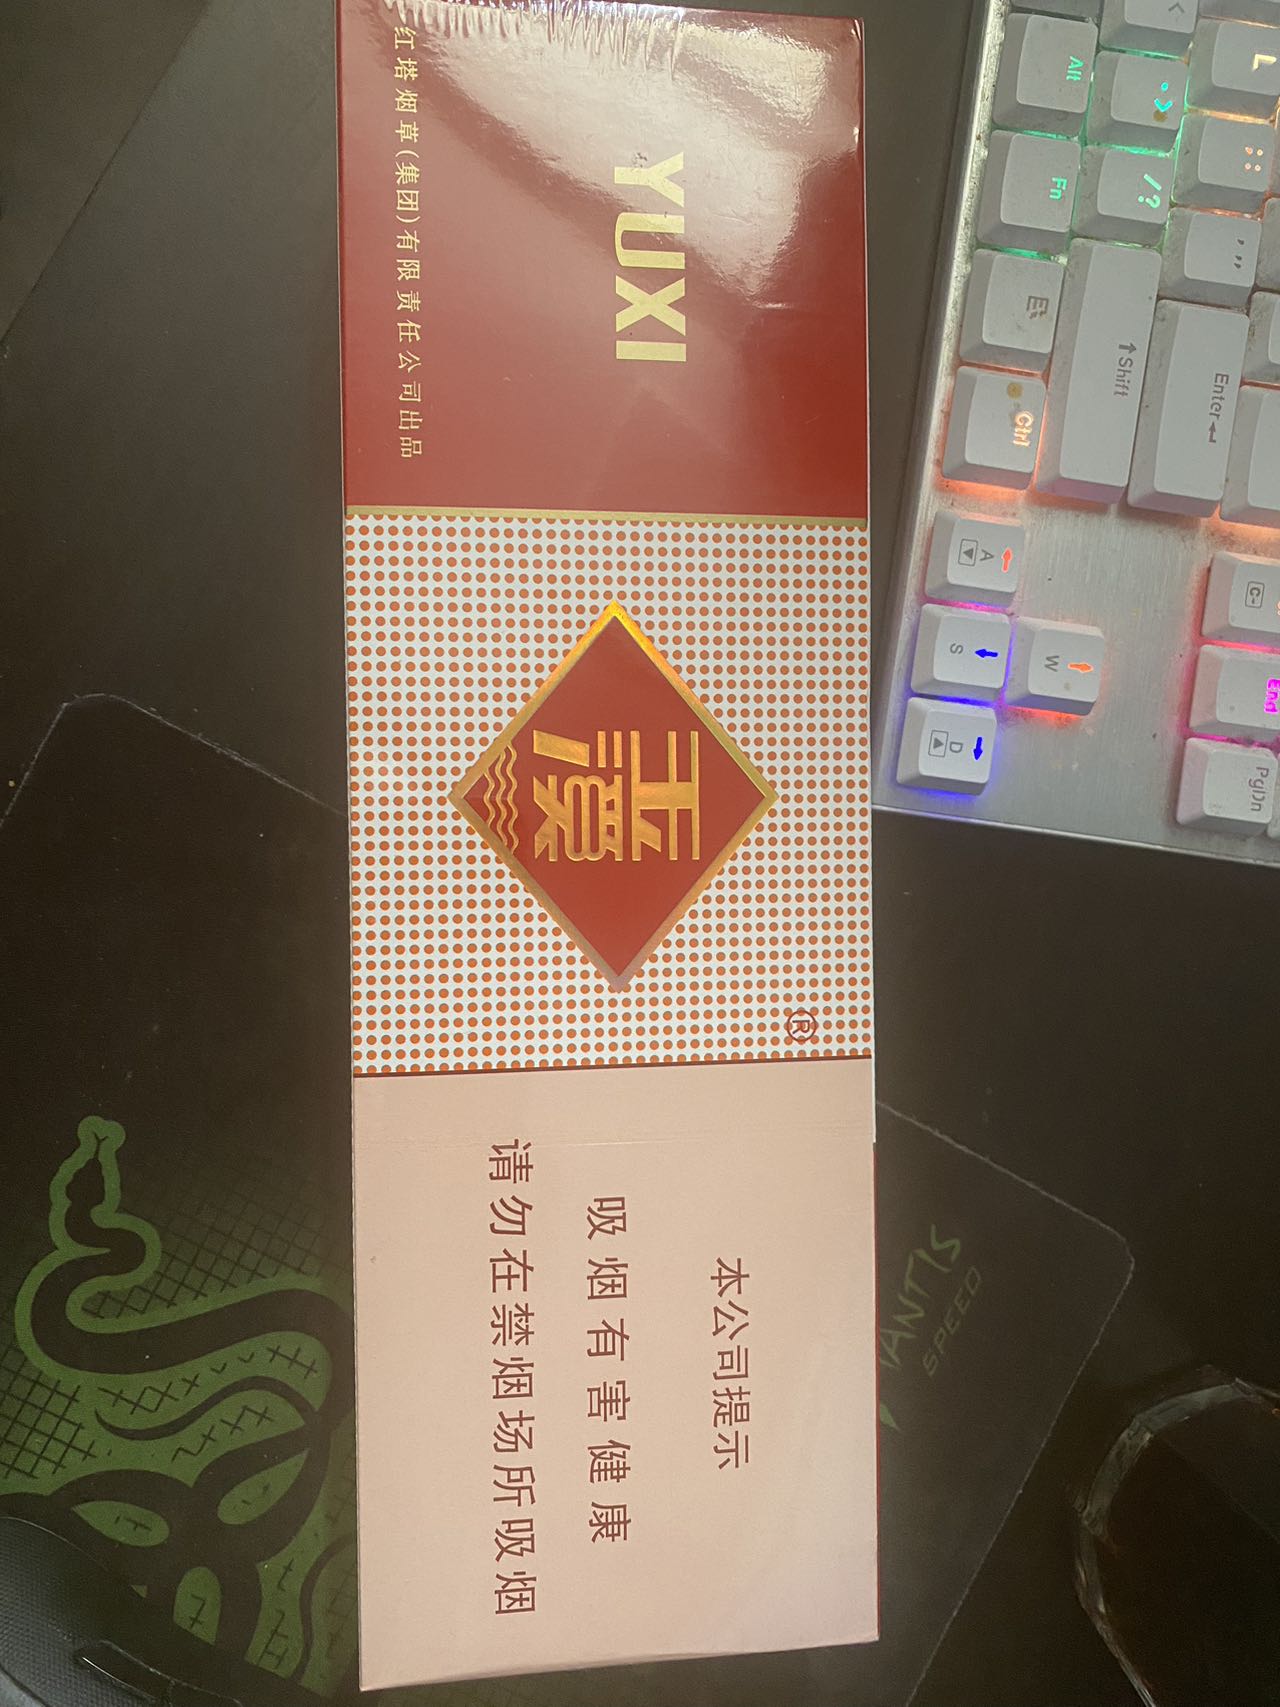 YUXI
红塔烟草(集团)有限责任公司出品
玉溪
®
本公司提示
吸烟有害健康
请勿在禁烟场所吸烟
Alt
Fn
Ctrl
↑Shift
Enter↵
L
< 
> .
/ ?
: ;
' "
A
S
W
D
End
PgDn
ANTIS
SPEED